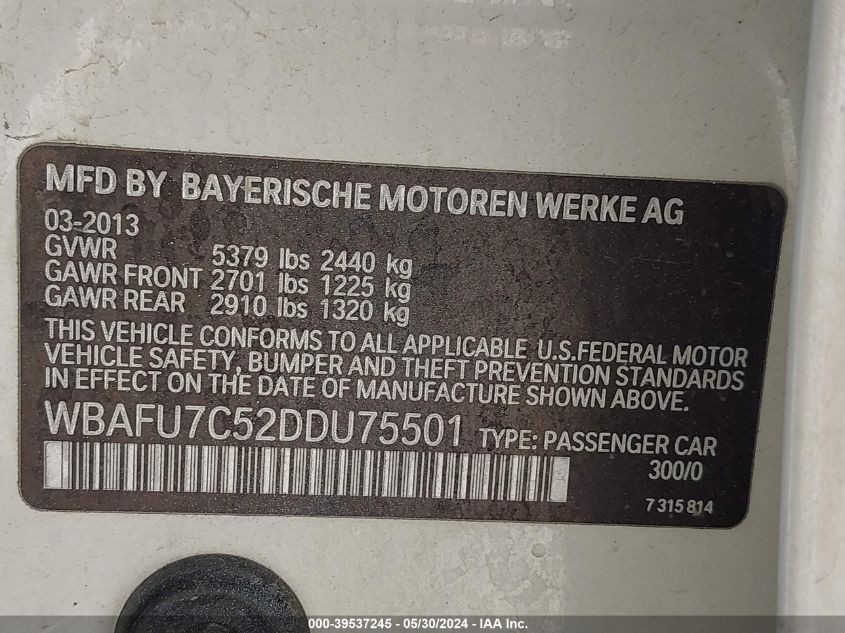 MFD BY BAYERISCHE MOTOREN WERKE AG
03-2013
GVWR 5379 lbs 2440 kg
GAWR FRONT 2701 lbs 1225 kg
GAWR REAR 2910 lbs 1320 kg
THIS VEHICLE CONFORMS TO ALL APPLICABLE U.S.FEDERAL MOTOR
VEHICLE SAFETY, BUMPER AND THEFT PREVENTION STANDARDS
IN EFFECT ON THE DATE OF MANUFACTURE SHOWN ABOVE.
WBAFU7C52DDU75501 TYPE: PASSENGER CAR
300/0
7 315 814
000-39537245 - 05/30/2024 - IAA Inc.